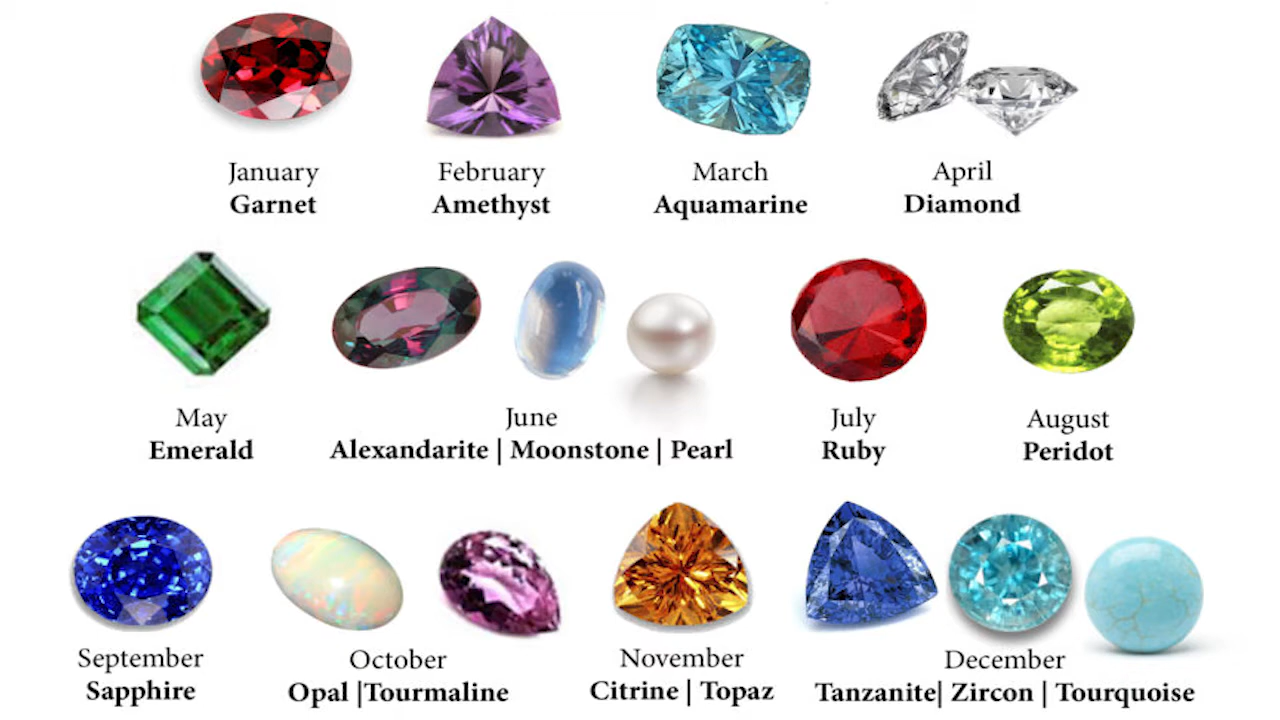 January
Garnet
February
Amethyst
March
Aquamarine
April
Diamond
May
Emerald
June
Alexandarite | Moonstone | Pearl
July
Ruby
August
Peridot
September
Sapphire
October
Opal |Tourmaline
November
Citrine | Topaz
December
Tanzanite| Zircon | Tourquoise